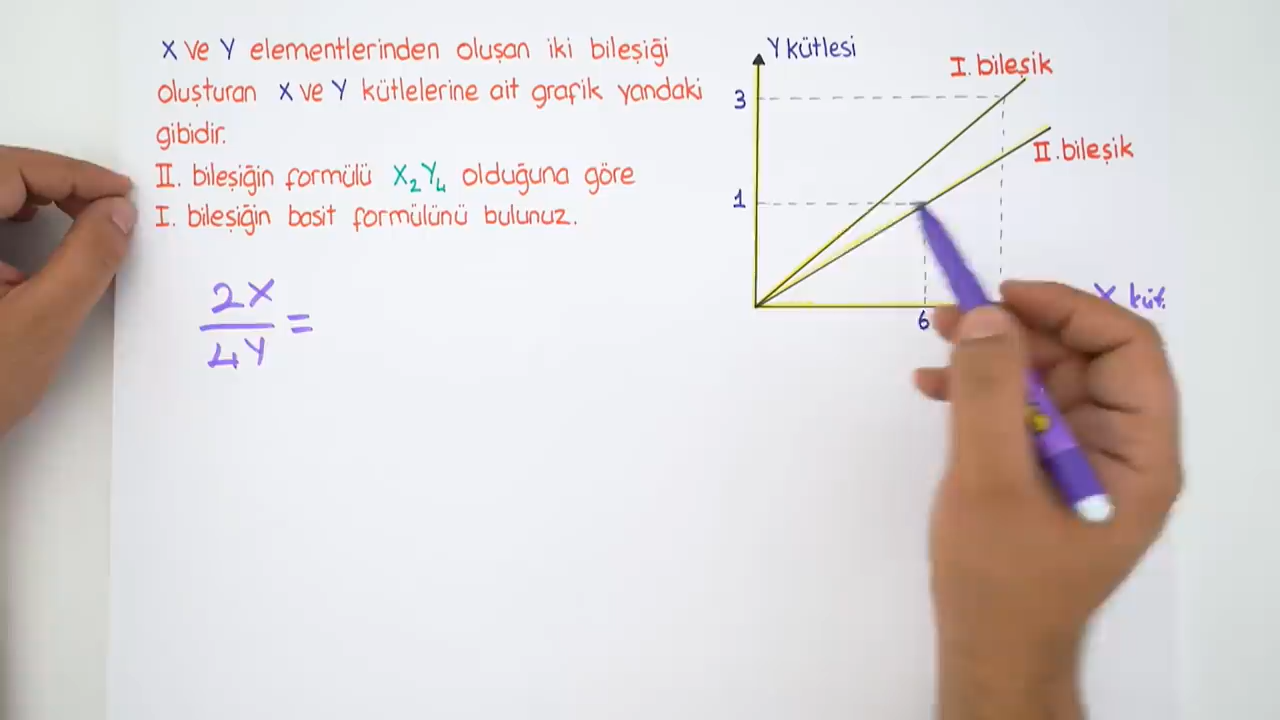 X ve Y elementlerinden oluşan iki bileşiği
oluşturan X ve Y kütlelerine ait grafik yandaki
gibidir.
II. bileşiğin formülü X₂Y₄ olduğuna göre
I. bileşiğin basit formülünü bulunuz.
2X
4Y =
Y kütlesi
I. bileşik
3
II. bileşik
1
X küt.
6